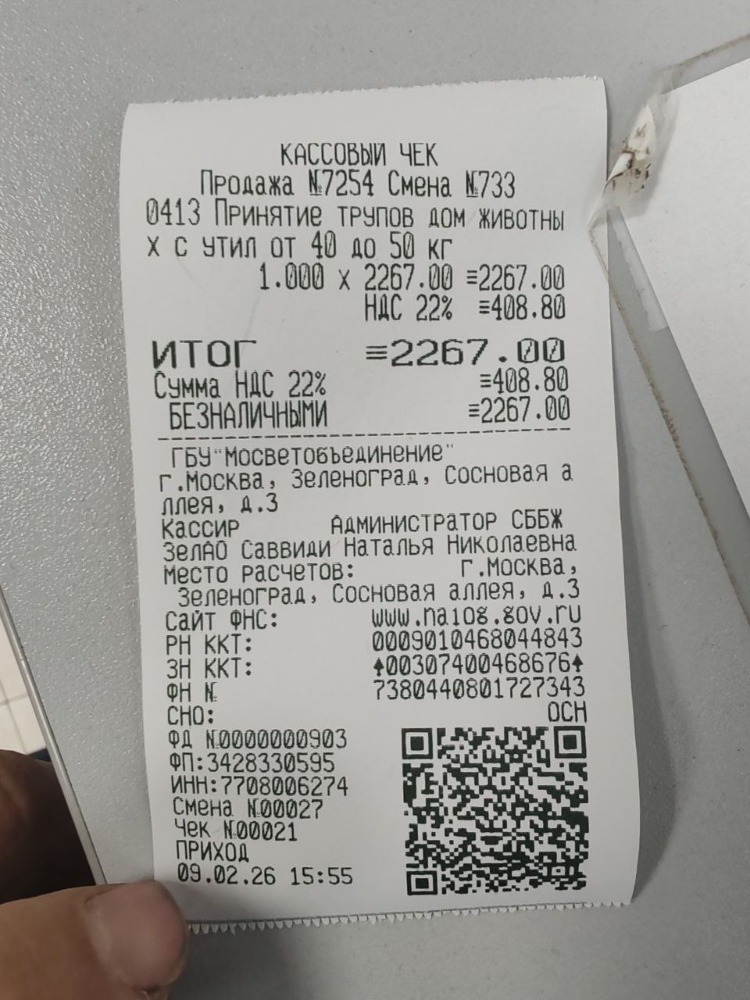 КАССОВЫЙ ЧЕК
Продажа №7254 Смена №733
0413 Принятие трупов дом животны
х с утил от 40 до 50 кг
1.000 х 2267.00 ≡2267.00
НДС 22% ≡408.80
ИТОГ ≡2267.00
Сумма НДС 22% ≡408.80
БЕЗНАЛИЧНЫМИ ≡2267.00
ГБУ"Мосветобъединение"
г.Москва, Зеленоград, Сосновая а
ллея, д.3
Кассир Администратор СББЖ
ЗелАО Саввиди Наталья Николаевна
Место расчетов: г.Москва,
Зеленоград, Сосновая аллея, д.3
Сайт ФНС: www.nalog.gov.ru
РН ККТ: 0009010468044843
ЗН ККТ: ♠00307400468676♠
ФН № 7380440801727343
СНО: ОСН
ФД №0000000903
ФП:3428330595
ИНН:7708006274
Смена №00027
Чек №00021
ПРИХОД
09.02.26 15:55